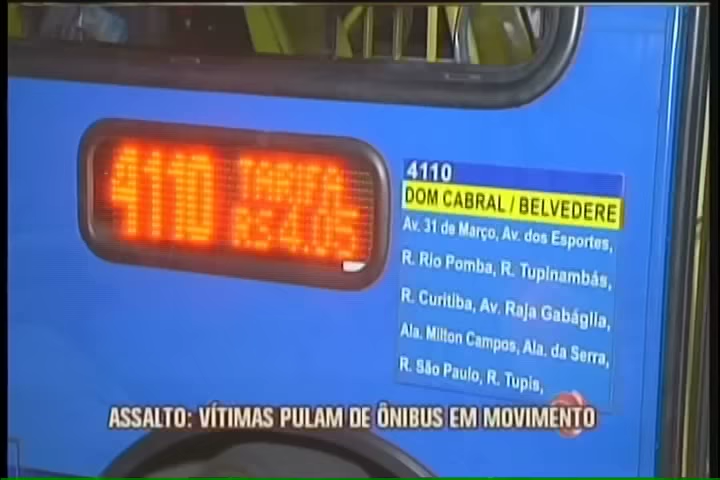 4110 TARIFA
R$4.05
4110
DOM CABRAL / BELVEDERE
Av. 31 de Março, Av. dos Esportes,
R. Rio Pomba, R. Tupinambás,
R. Curitiba, Av. Raja Gabáglia,
Ala. Milton Campos, Ala. da Serra,
R. São Paulo, R. Tupis,
ASSALTO: VÍTIMAS PULAM DE ÔNIBUS EM MOVIMENTO